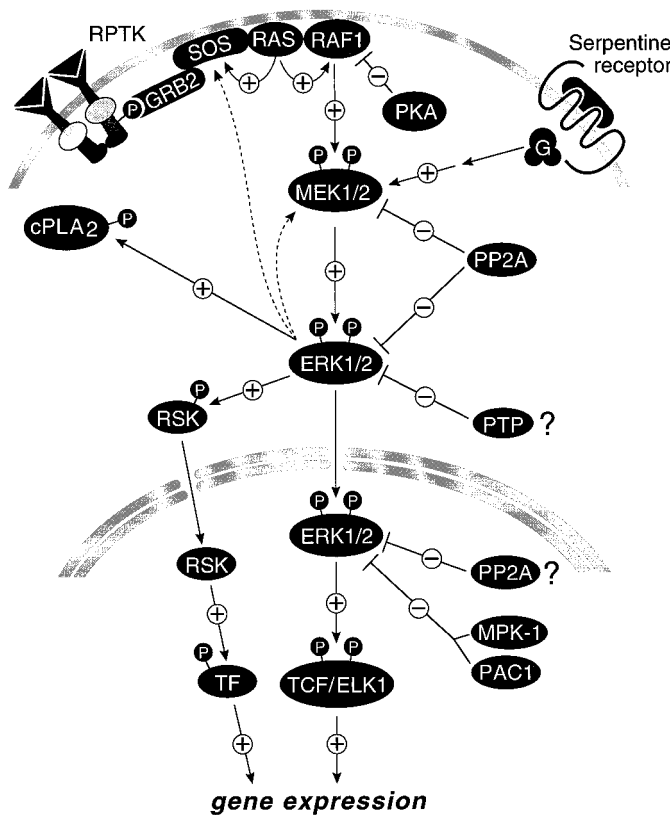 RPTK
SOS
RAS
RAF1
Serpentine
receptor
GRB2
P
+
+
−
+
PKA
G
P
P
MEK1/2
+
cPLA2
P
−
PP2A
+
+
−
P
P
ERK1/2
P
+
−
RSK
PTP ?
P
P
ERK1/2
RSK
−
PP2A ?
+
+
−
MPK-1
P
P
P
PAC1
TF
TCF/ELK1
+
+
gene expression